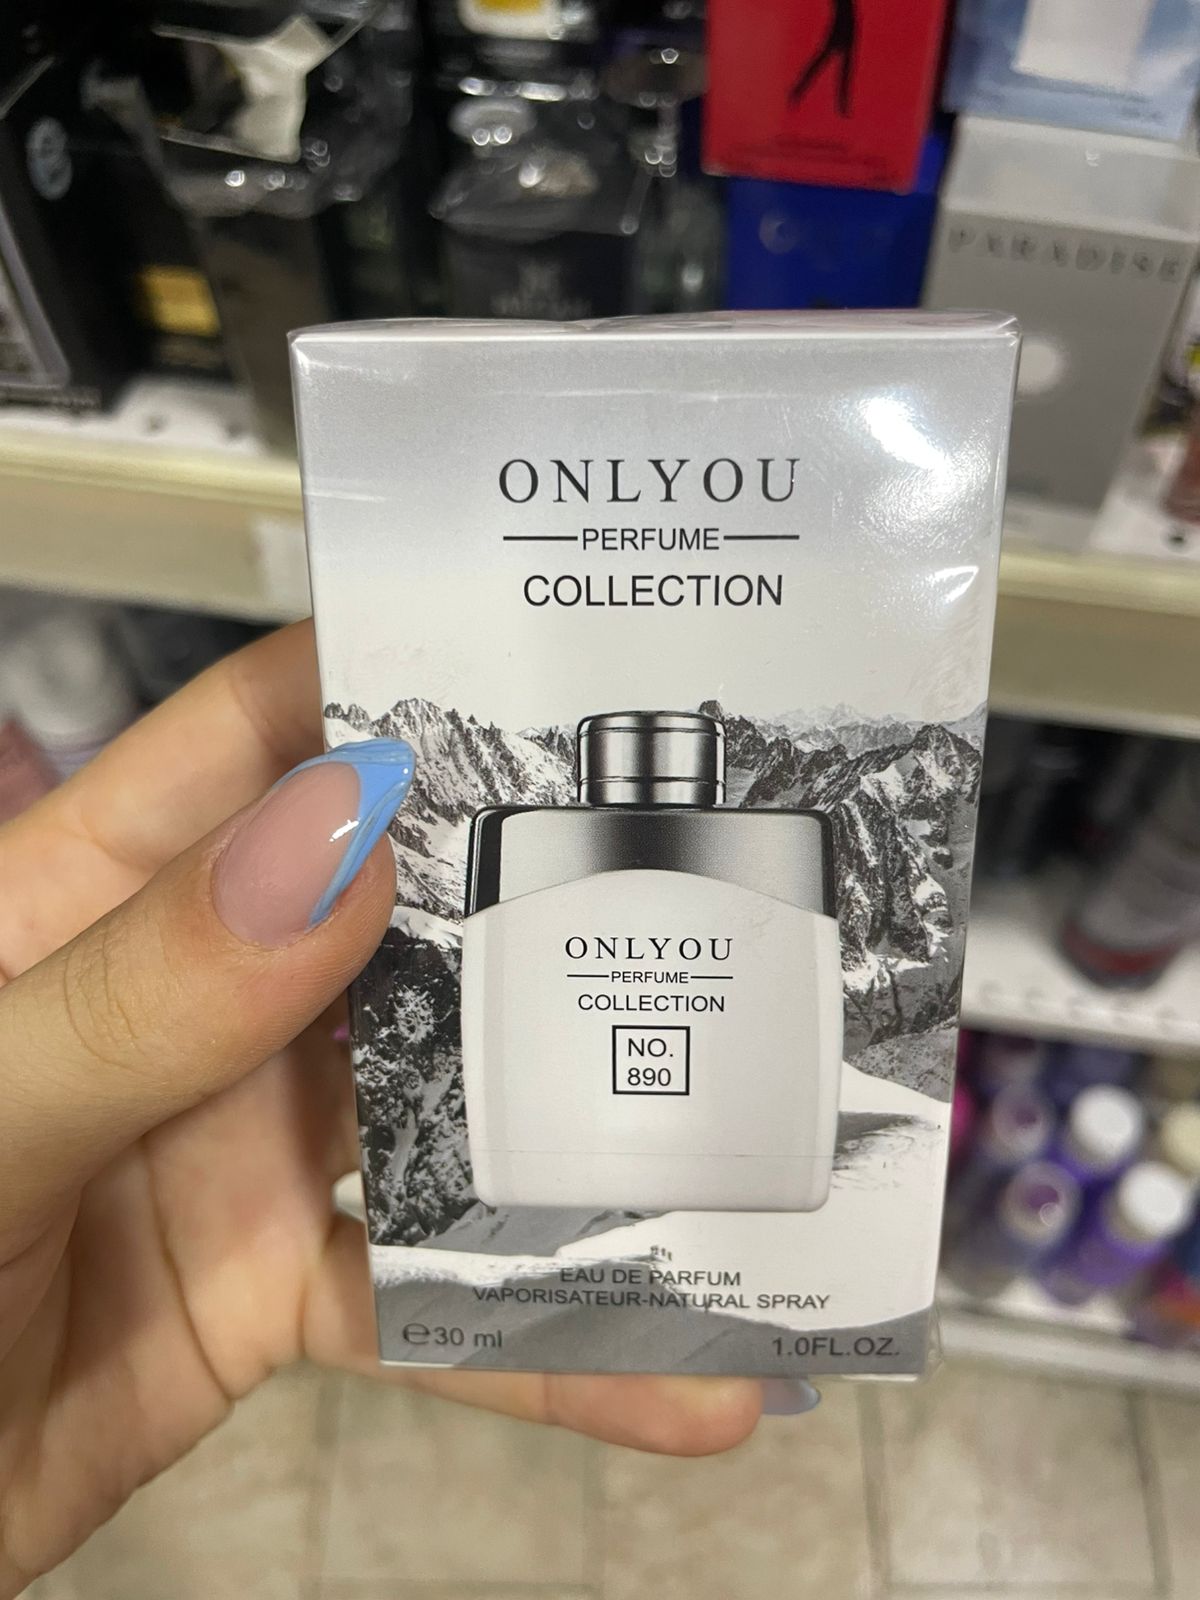 PARADISE
ONLYOU
PERFUME
COLLECTION
ONLYOU
PERFUME
COLLECTION
NO.
890
EAU DE PARFUM
VAPORISATEUR-NATURAL SPRAY
℮30 ml
1.0FL.OZ.